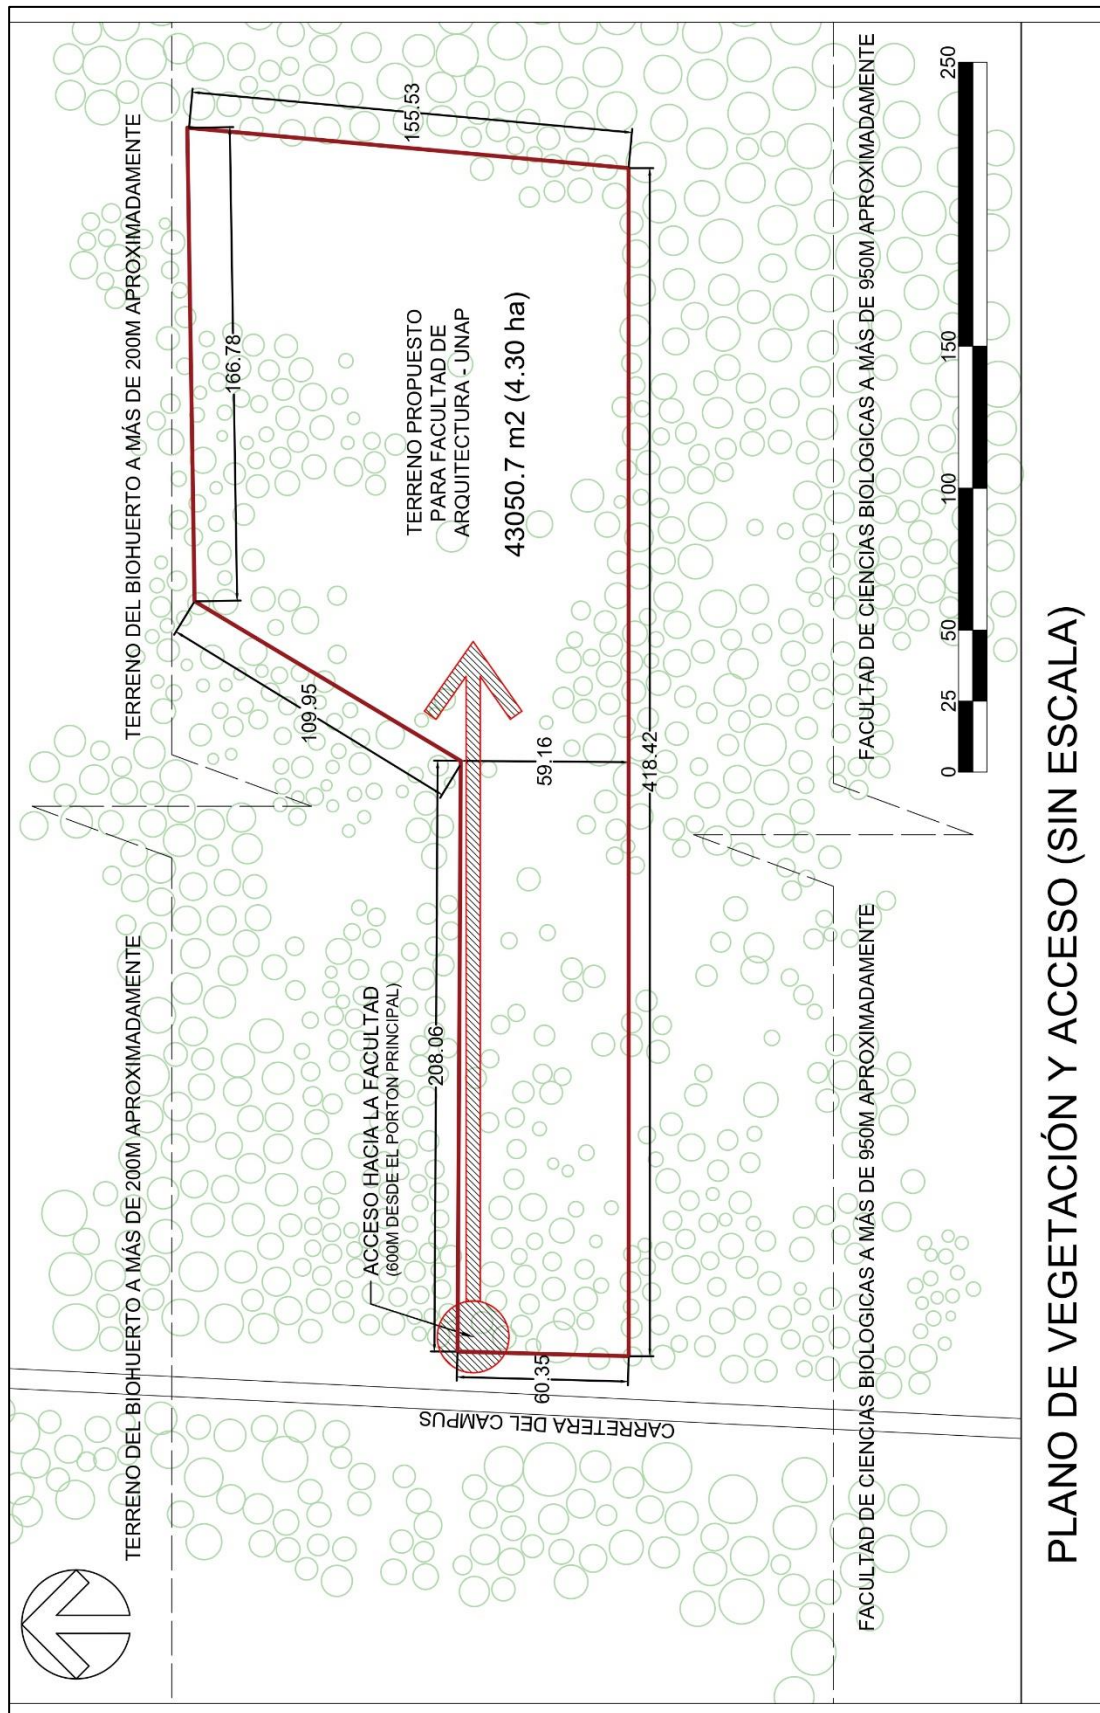 TERRENO DEL BIOHUERTO A MÁS DE 200M APROXIMADAMENTE
TERRENO DEL BIOHUERTO A MÁS DE 200M APROXIMADAMENTE
166.78
155.53
109.95
208.06
59.16
418.42
60.35
ACCESO HACIA LA FACULTAD
(600M DESDE EL PORTON PRINCIPAL)
TERRENO PROPUESTO
PARA FACULTAD DE
ARQUITECTURA - UNAP
43050.7 m2 (4.30 ha)
CARRETERA DEL CAMPUS
FACULTAD DE CIENCIAS BIOLOGICAS A MÁS DE 950M APROXIMADAMENTE
FACULTAD DE CIENCIAS BIOLOGICAS A MÁS DE 950M APROXIMADAMENTE
0 25 50 100 150 250
PLANO DE VEGETACIÓN Y ACCESO (SIN ESCALA)